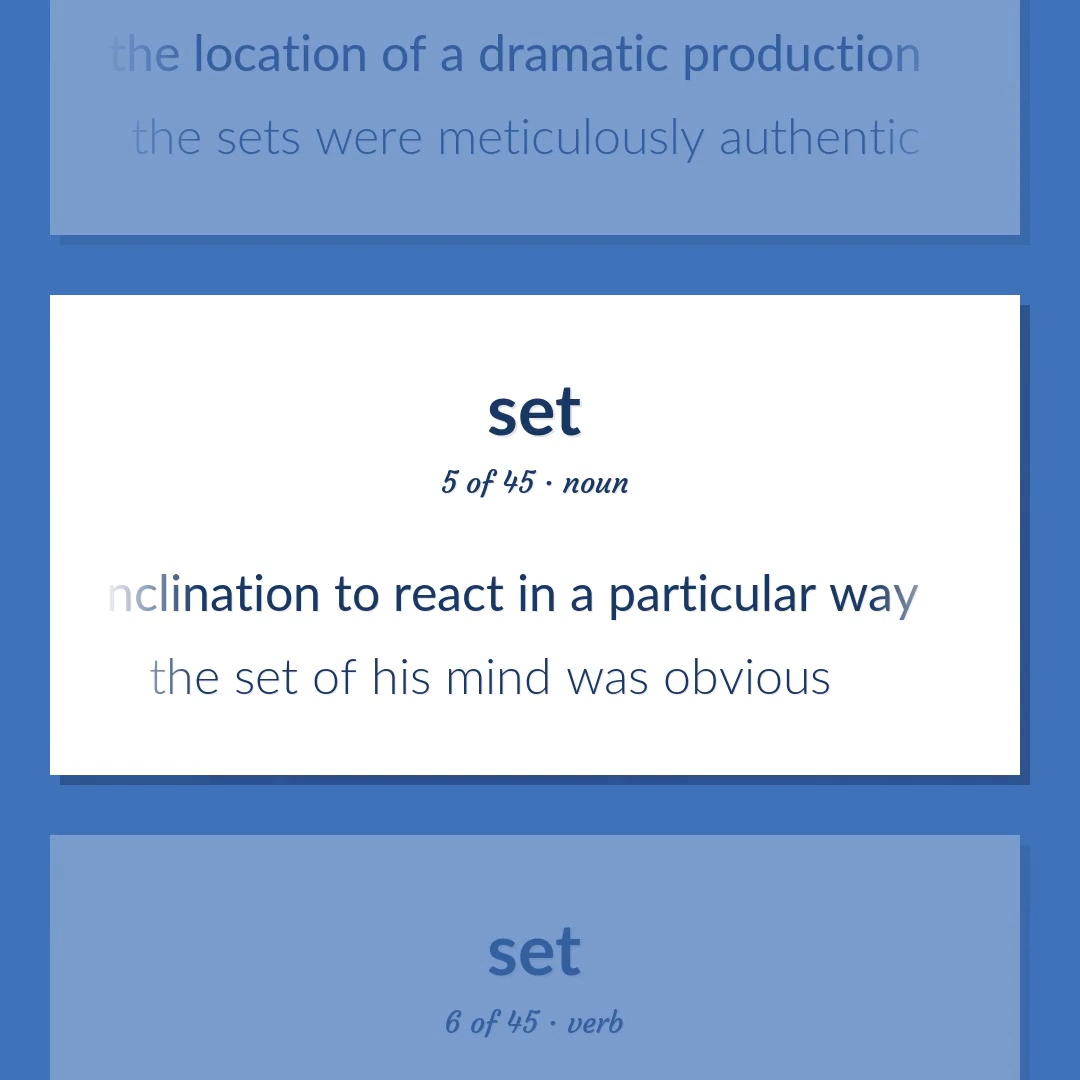 the location of a dramatic production
the sets were meticulously authentic
set
5 of 45 · noun
nclination to react in a particular way
the set of his mind was obvious
set
6 of 45 · verb